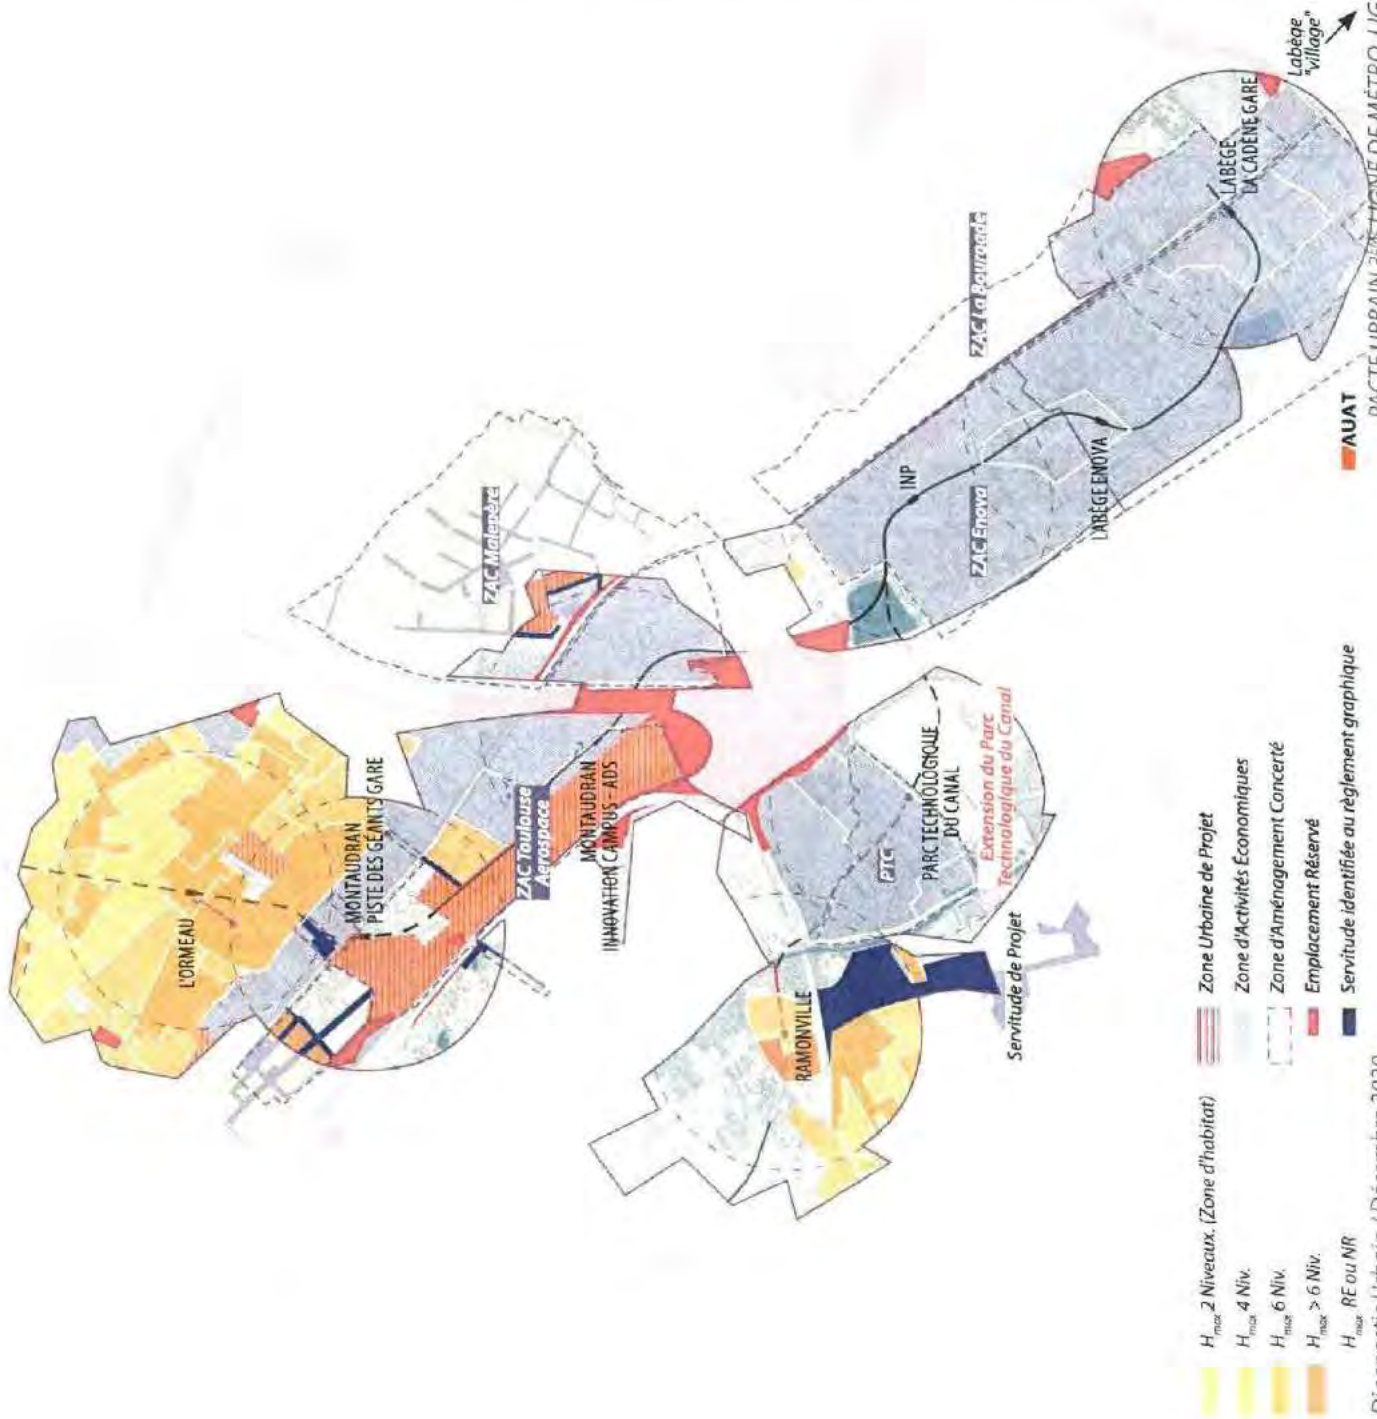 L'ORMEAU
MONTAUDRAN
PISTE DES GÉANTS GARE
ZAC Toulouse
Aerospace
MONTAUDRAN
INNOVATION CAMPUS - ADS
ZAC Malepère
RAMONVILLE
Servitude de Projet
PTC
PARC TECHNOLOGIQUE
DU CANAL
Extension du Parc
Technologique du Canal
INP
ZAC Enova
LABÈGE ENOVA
ZAC La Bourgade
LABÈGE
LA CADÈNE GARE
Labège
"village"
Hmax 2 Niveaux. (Zone d'habitat)
Hmax 4 Niv.
Hmax 6 Niv.
Hmax > 6 Niv.
Hmax RE ou NR
Zone Urbaine de Projet
Zone d'Activités Économiques
Zone d'Aménagement Concerté
Emplacement Réservé
Servitude identifiée au règlement graphique
AUAT